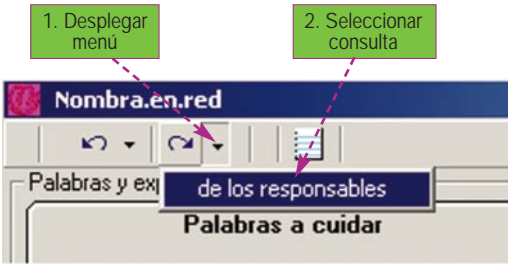 1. Desplegar
menú
2. Seleccionar
consulta
Nombra.en.red
Palabras y exp
de los responsables
Palabras a cuidar